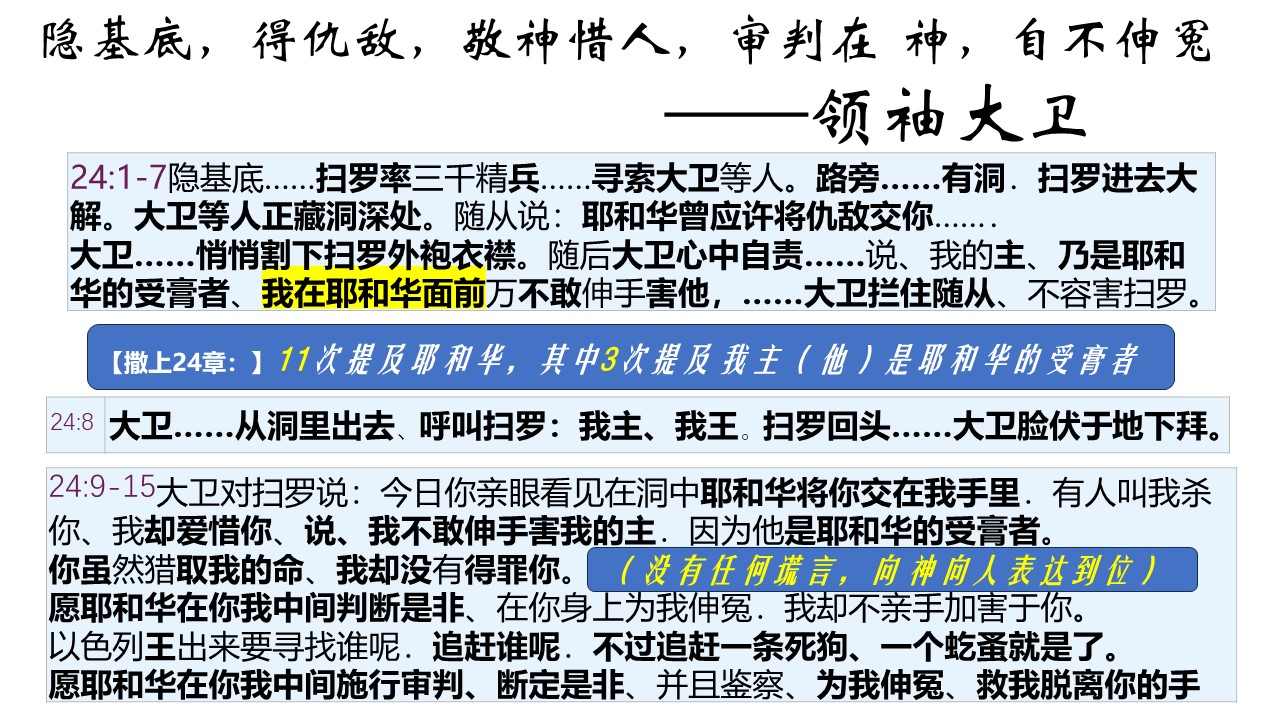 隐基底，得仇敌，敬神惜人，审判在 神，自不伸冤
——领袖大卫
24:1-7隐基底……扫罗率三千精兵……寻索大卫等人。路旁……有洞．扫罗进去大
解。大卫等人正藏洞深处。随从说：耶和华曾应许将仇敌交你…….
大卫……悄悄割下扫罗外袍衣襟。随后大卫心中自责……说、我的主、乃是耶和
华的受膏者、我在耶和华面前万不敢伸手害他，……大卫拦住随从、不容害扫罗。
【撒上24章：】11次提及耶和华，其中3次提及我主（他）是耶和华的受膏者
24:8 大卫……从洞里出去、呼叫扫罗：我主、我王。扫罗回头……大卫脸伏于地下拜。
24:9-15大卫对扫罗说：今日你亲眼看见在洞中耶和华将你交在我手里．有人叫我杀
你、我却爱惜你、说、我不敢伸手害我的主．因为他是耶和华的受膏者。
你虽然猎取我的命、我却没有得罪你。（没有任何谎言，向神向人表达到位）
愿耶和华在你我中间判断是非、在你身上为我伸冤．我却不亲手加害于你。
以色列王出来要寻找谁呢．追赶谁呢．不过追赶一条死狗、一个虼蚤就是了。
愿耶和华在你我中间施行审判、断定是非、并且鉴察、为我伸冤、救我脱离你的手